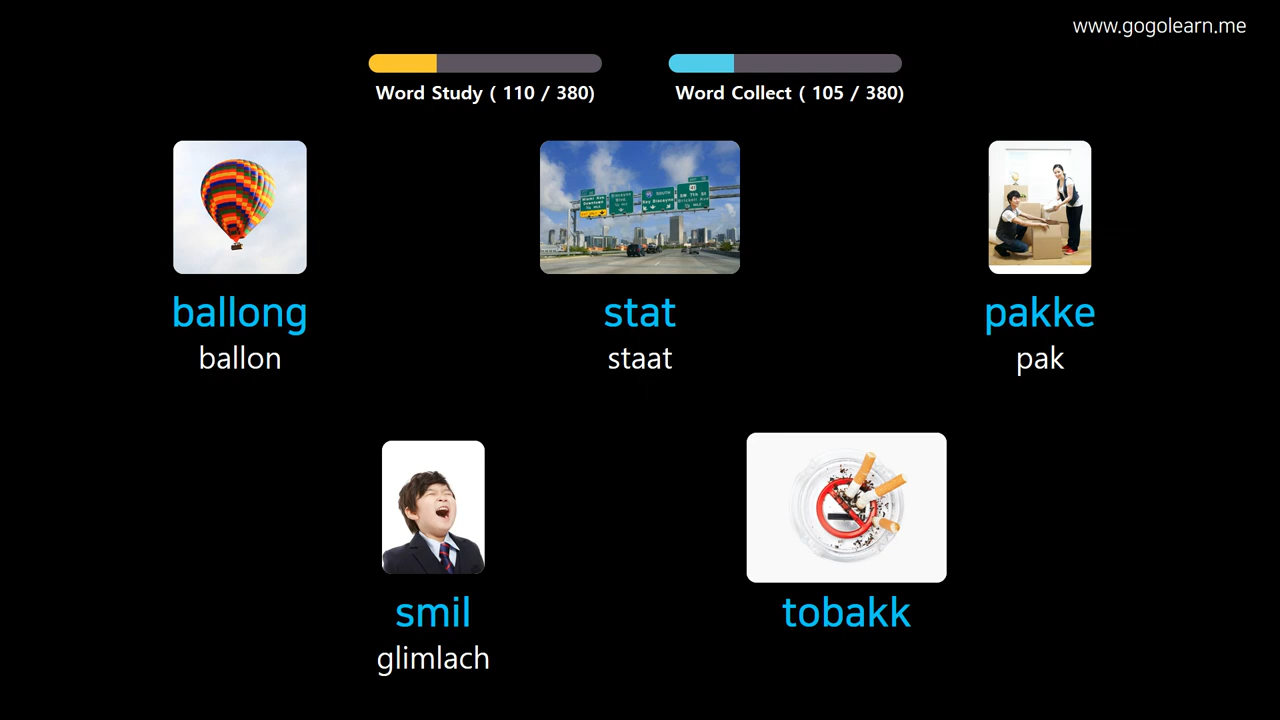 www.gogolearn.me
Word Study ( 110 / 380)
Word Collect ( 105 / 380)
ballong
stat
pakke
ballon
staat
pak
smil
tobakk
glimlach